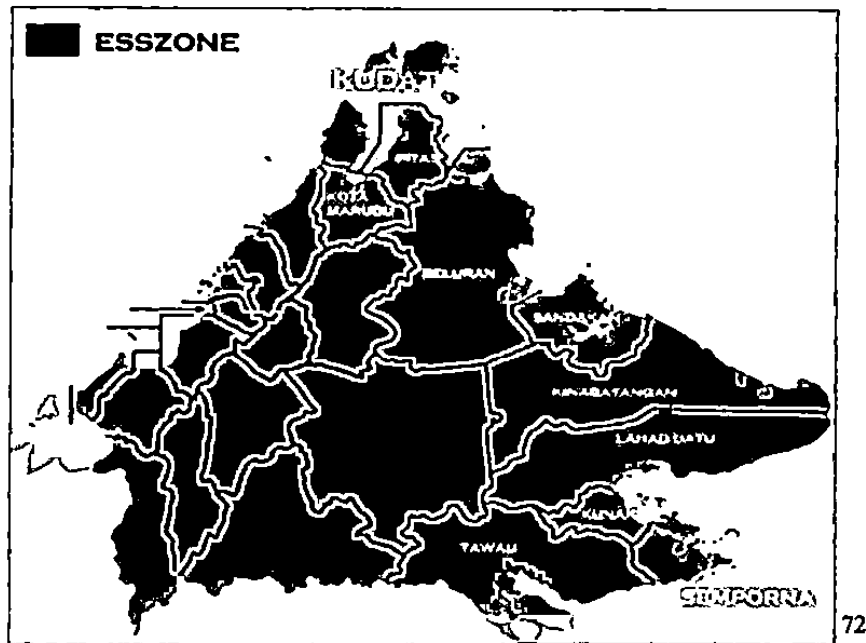 ESSZONE
KUDAT
PITAS
KOTA
MARUDU
BELURAN
SANDAKAN
KINABATANGAN
LAHAD DATU
KUNAK
TAWAU
SEMPORNA
72